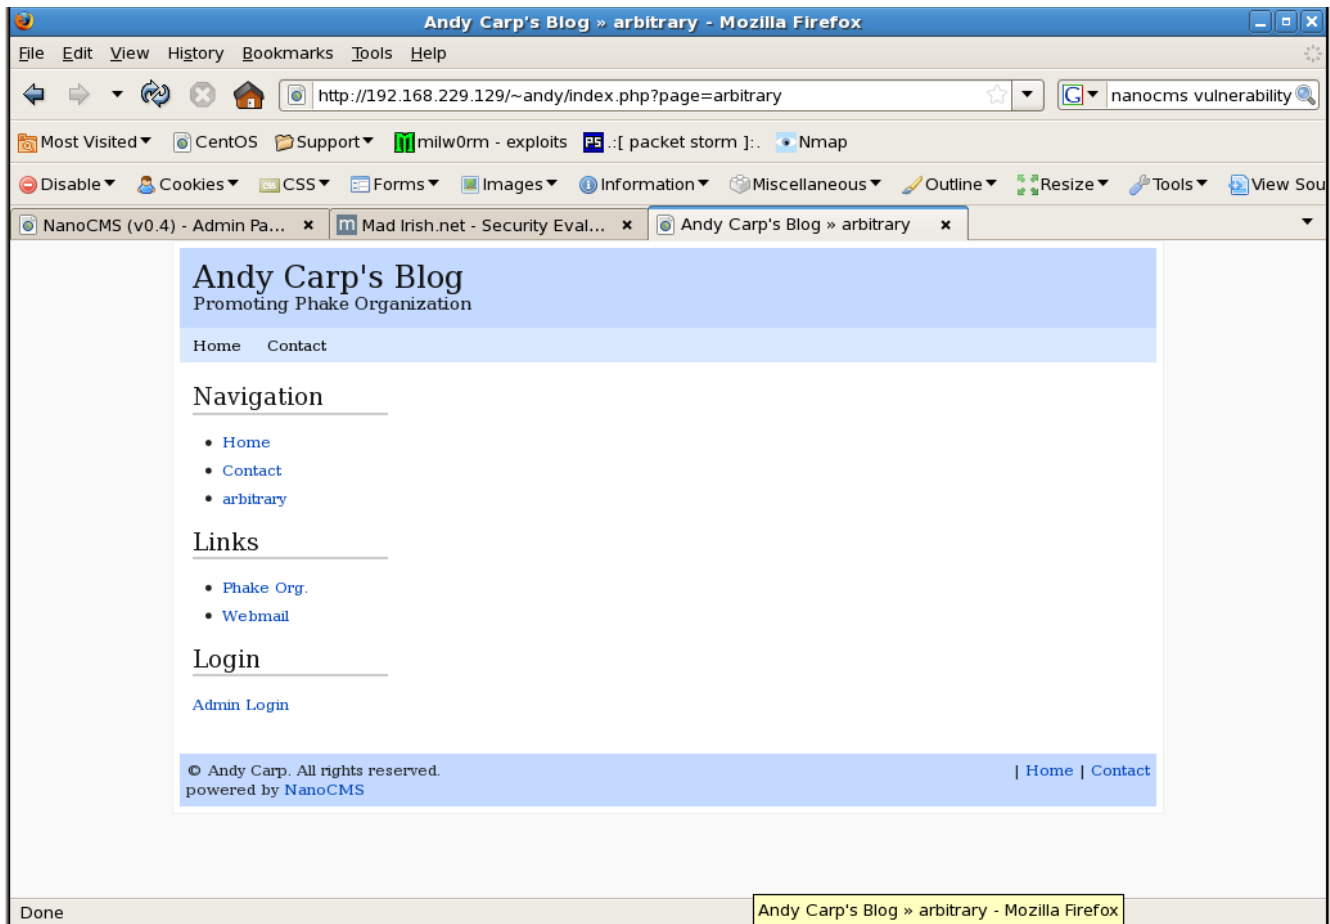 Andy Carp's Blog » arbitrary - Mozilla Firefox
File Edit View History Bookmarks Tools Help
http://192.168.229.129/~andy/index.php?page=arbitrary G nanocms vulnerability
Most Visited CentOS Support milw0rm - exploits PS .:[ packet storm ]:. Nmap
Disable Cookies CSS Forms Images Information Miscellaneous Outline Resize Tools View Sou
NanoCMS (v0.4) - Admin Pa... m Mad Irish.net - Security Eval... Andy Carp's Blog » arbitrary
Andy Carp's Blog
Promoting Phake Organization
Home Contact
Navigation
• Home
• Contact
• arbitrary
Links
• Phake Org.
• Webmail
Login
Admin Login
© Andy Carp. All rights reserved. | Home | Contact
powered by NanoCMS
Done Andy Carp's Blog » arbitrary - Mozilla Firefox